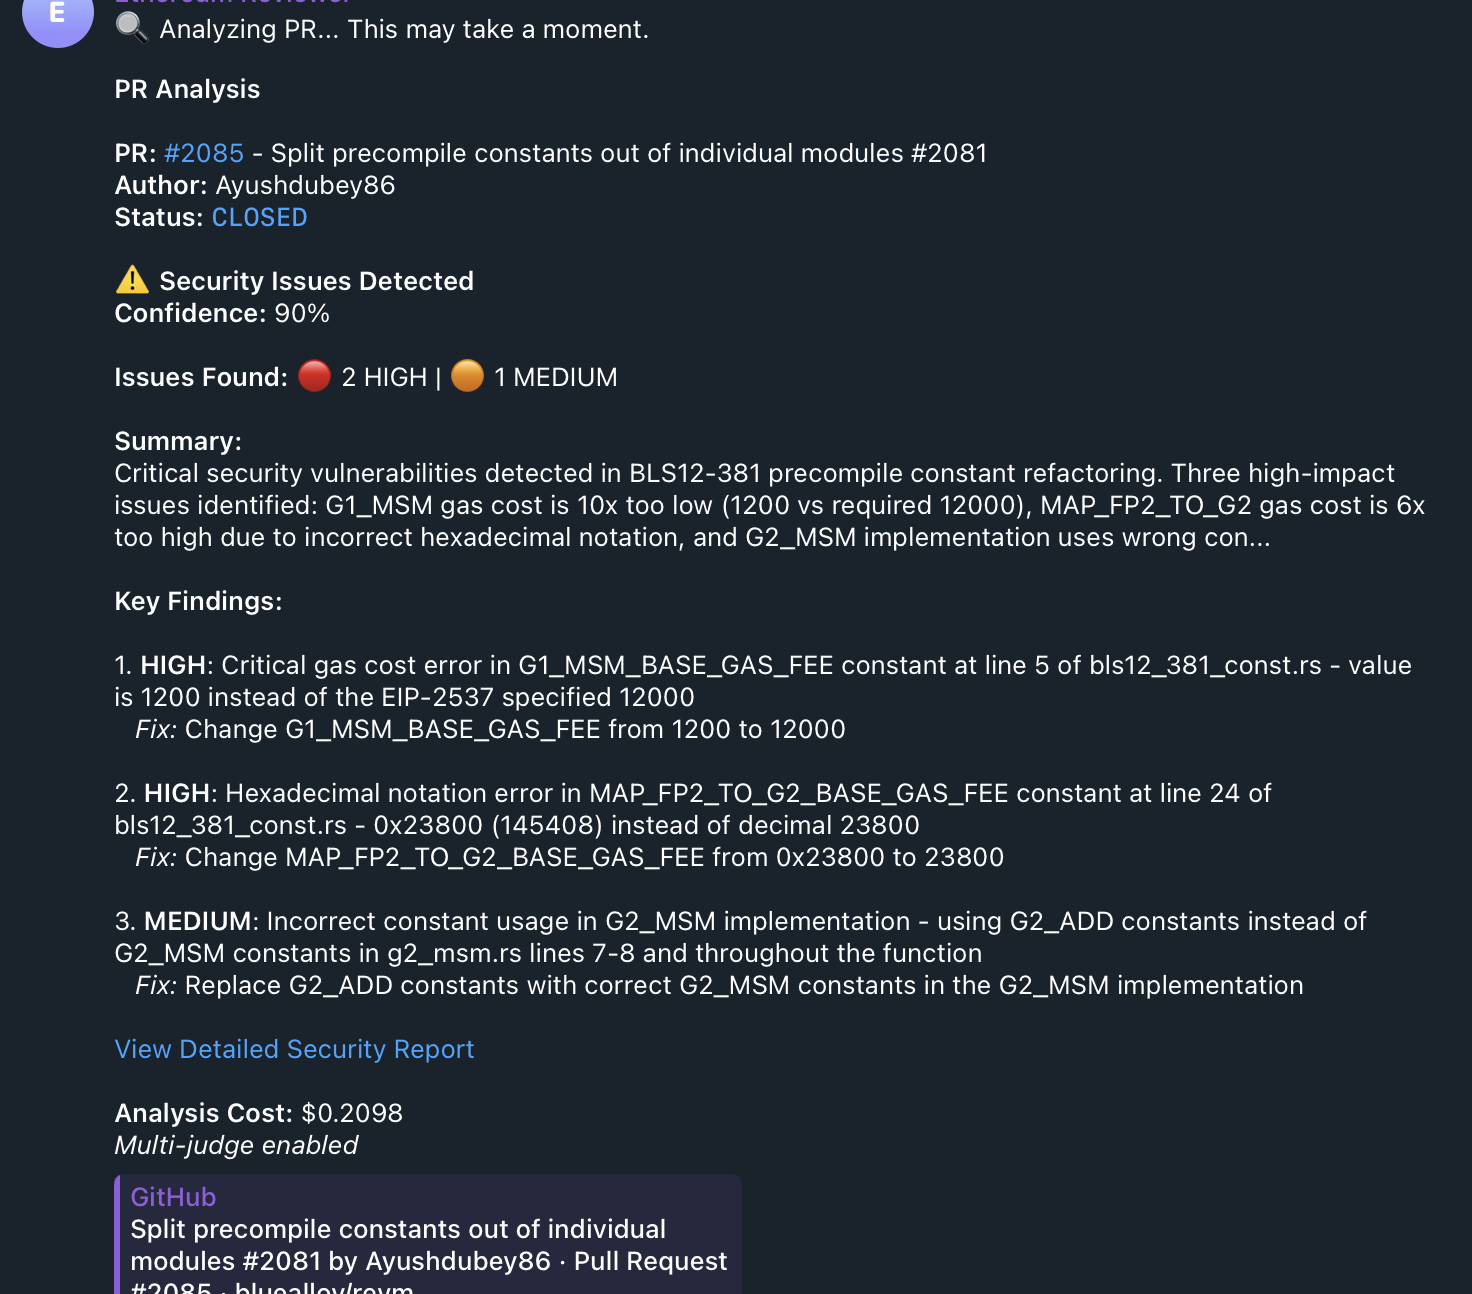 E
Ethereum Reviewer
🔍 Analyzing PR... This may take a moment.
PR Analysis
PR: #2085 - Split precompile constants out of individual modules #2081
Author: Ayushdubey86
Status: CLOSED
⚠️ Security Issues Detected
Confidence: 90%
Issues Found: 🔴 2 HIGH | 🟠 1 MEDIUM
Summary:
Critical security vulnerabilities detected in BLS12-381 precompile constant refactoring. Three high-impact
issues identified: G1_MSM gas cost is 10x too low (1200 vs required 12000), MAP_FP2_TO_G2 gas cost is 6x
too high due to incorrect hexadecimal notation, and G2_MSM implementation uses wrong con...
Key Findings:
1. HIGH: Critical gas cost error in G1_MSM_BASE_GAS_FEE constant at line 5 of bls12_381_const.rs - value
is 1200 instead of the EIP-2537 specified 12000
Fix: Change G1_MSM_BASE_GAS_FEE from 1200 to 12000
2. HIGH: Hexadecimal notation error in MAP_FP2_TO_G2_BASE_GAS_FEE constant at line 24 of
bls12_381_const.rs - 0x23800 (145408) instead of decimal 23800
Fix: Change MAP_FP2_TO_G2_BASE_GAS_FEE from 0x23800 to 23800
3. MEDIUM: Incorrect constant usage in G2_MSM implementation - using G2_ADD constants instead of
G2_MSM constants in g2_msm.rs lines 7-8 and throughout the function
Fix: Replace G2_ADD constants with correct G2_MSM constants in the G2_MSM implementation
View Detailed Security Report
Analysis Cost: $0.2098
Multi-judge enabled
GitHub
Split precompile constants out of individual
modules #2081 by Ayushdubey86 · Pull Request
#2085 · bluealloy/revm